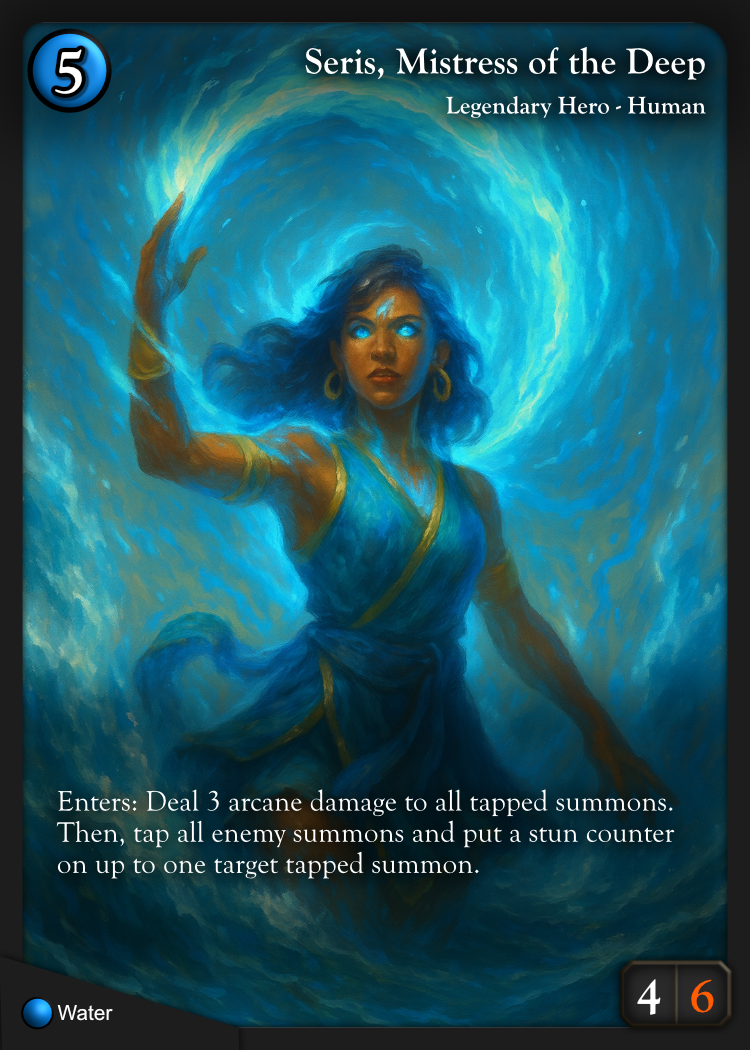 5
Seris, Mistress of the Deep
Legendary Hero - Human
Enters: Deal 3 arcane damage to all tapped summons.
Then, tap all enemy summons and put a stun counter
on up to one target tapped summon.
4 6
Water